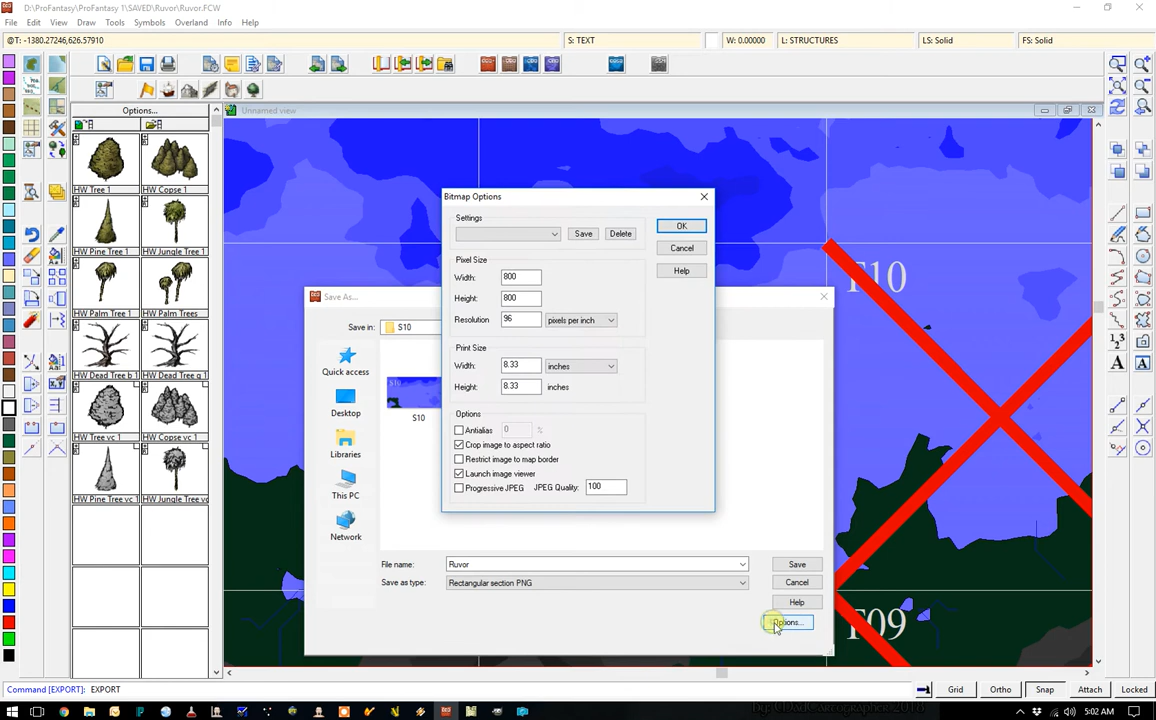 D:\ProFantasy1\SAVED\Ruvor\Ruvor.FCW
File Edit View Draw Tools Symbols Overland Info Help
@T: -1380.27246,626.57910 S: TEXT W: 0.00000 L: STRUCTURES LS: Solid FS: Solid
Options...
Unnamed view
HW Tree 1 HW Copse 1
HW Pine Tree 1 HW Jungle Tree 1
HW Palm Tree 1 HW Palm Trees
HW Dead Tree b 1 HW Dead Tree g 1
HW Tree vc 1 HW Copse vc 1
HW Pine Tree vc 1 HW Jungle Tree vc
T10
T09
Save As...
Save in: S10
Quick access
Desktop
Libraries
This PC
Network
S10
S10
File name: Ruvor
Save as type: Rectangular section PNG
Save
Cancel
Help
Options...
Bitmap Options
Settings
Save Delete
OK
Cancel
Help
Pixel Size
Width: 800
Height: 800
Resolution 96 pixels per inch
Print Size
Width: 8.33 inches
Height: 8.33 inches
Options
Antialias 0 %
Crop image to aspect ratio
Restrict image to map border
Launch image viewer
Progressive JPEG JPEG Quality: 100
1 2 3
A A
Command [EXPORT]: EXPORT
Grid Ortho Snap Attach Locked
5:02 AM